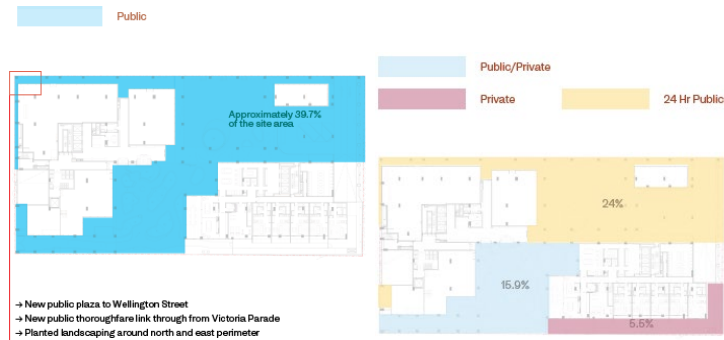 Public
Approximately 39.7%
of the site area
→ New public plaza to Wellington Street
→ New public thoroughfare link through from Victoria Parade
→ Planted landscaping around north and east perimeter
Public/Private
Private
24 Hr Public
24%
15.9%
5.5%